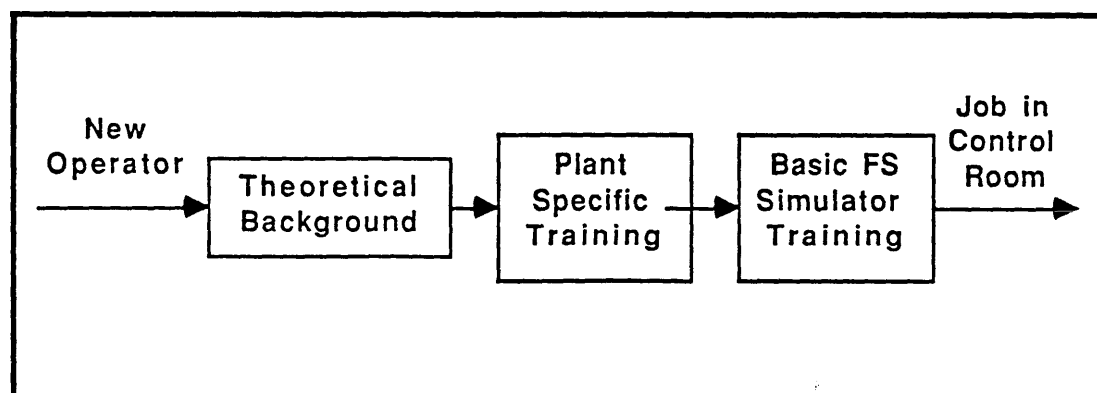 New
Operator
Theoretical
Background
Plant
Specific
Training
Basic FS
Simulator
Training
Job in
Control
Room